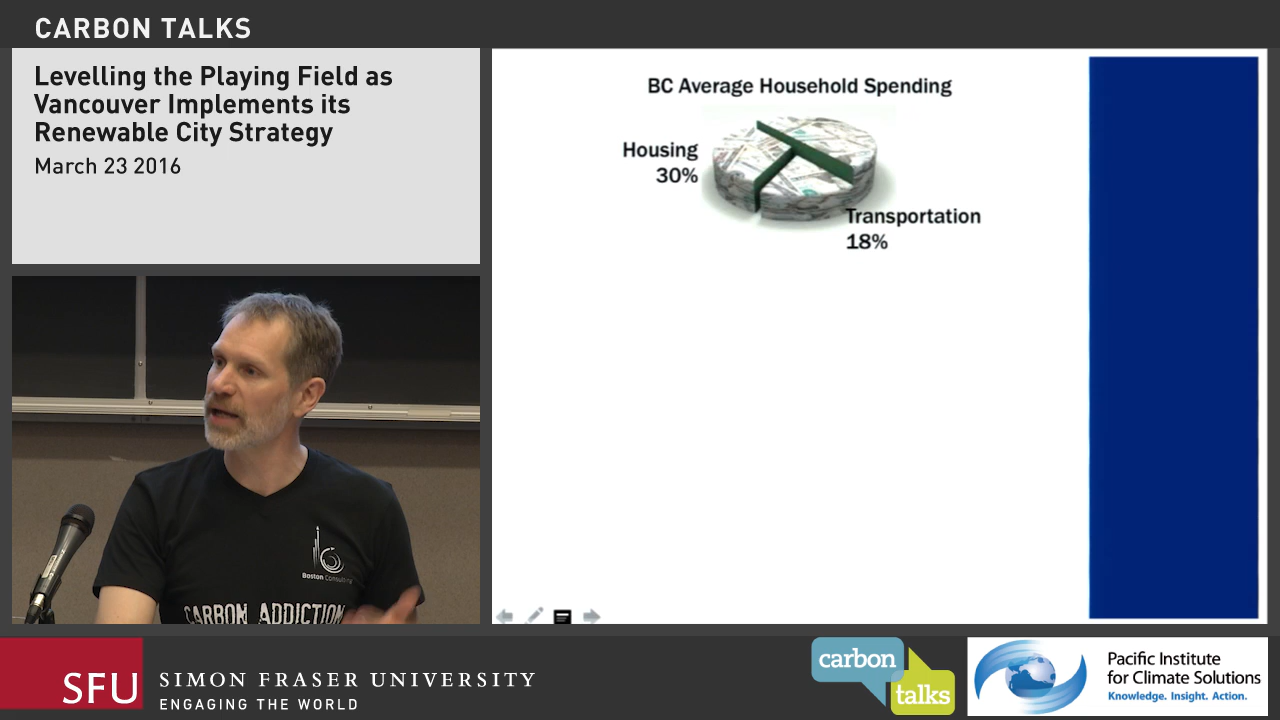 CARBON TALKS
Levelling the Playing Field as
Vancouver Implements its
Renewable City Strategy
March 23 2016
BC Average Household Spending
Housing
30%
Transportation
18%
Boston Consulting
CARBON ADDICTION
SFU
SIMON FRASER UNIVERSITY
ENGAGING THE WORLD
carbon
talks
Pacific Institute
for Climate Solutions
Knowledge. Insight. Action.